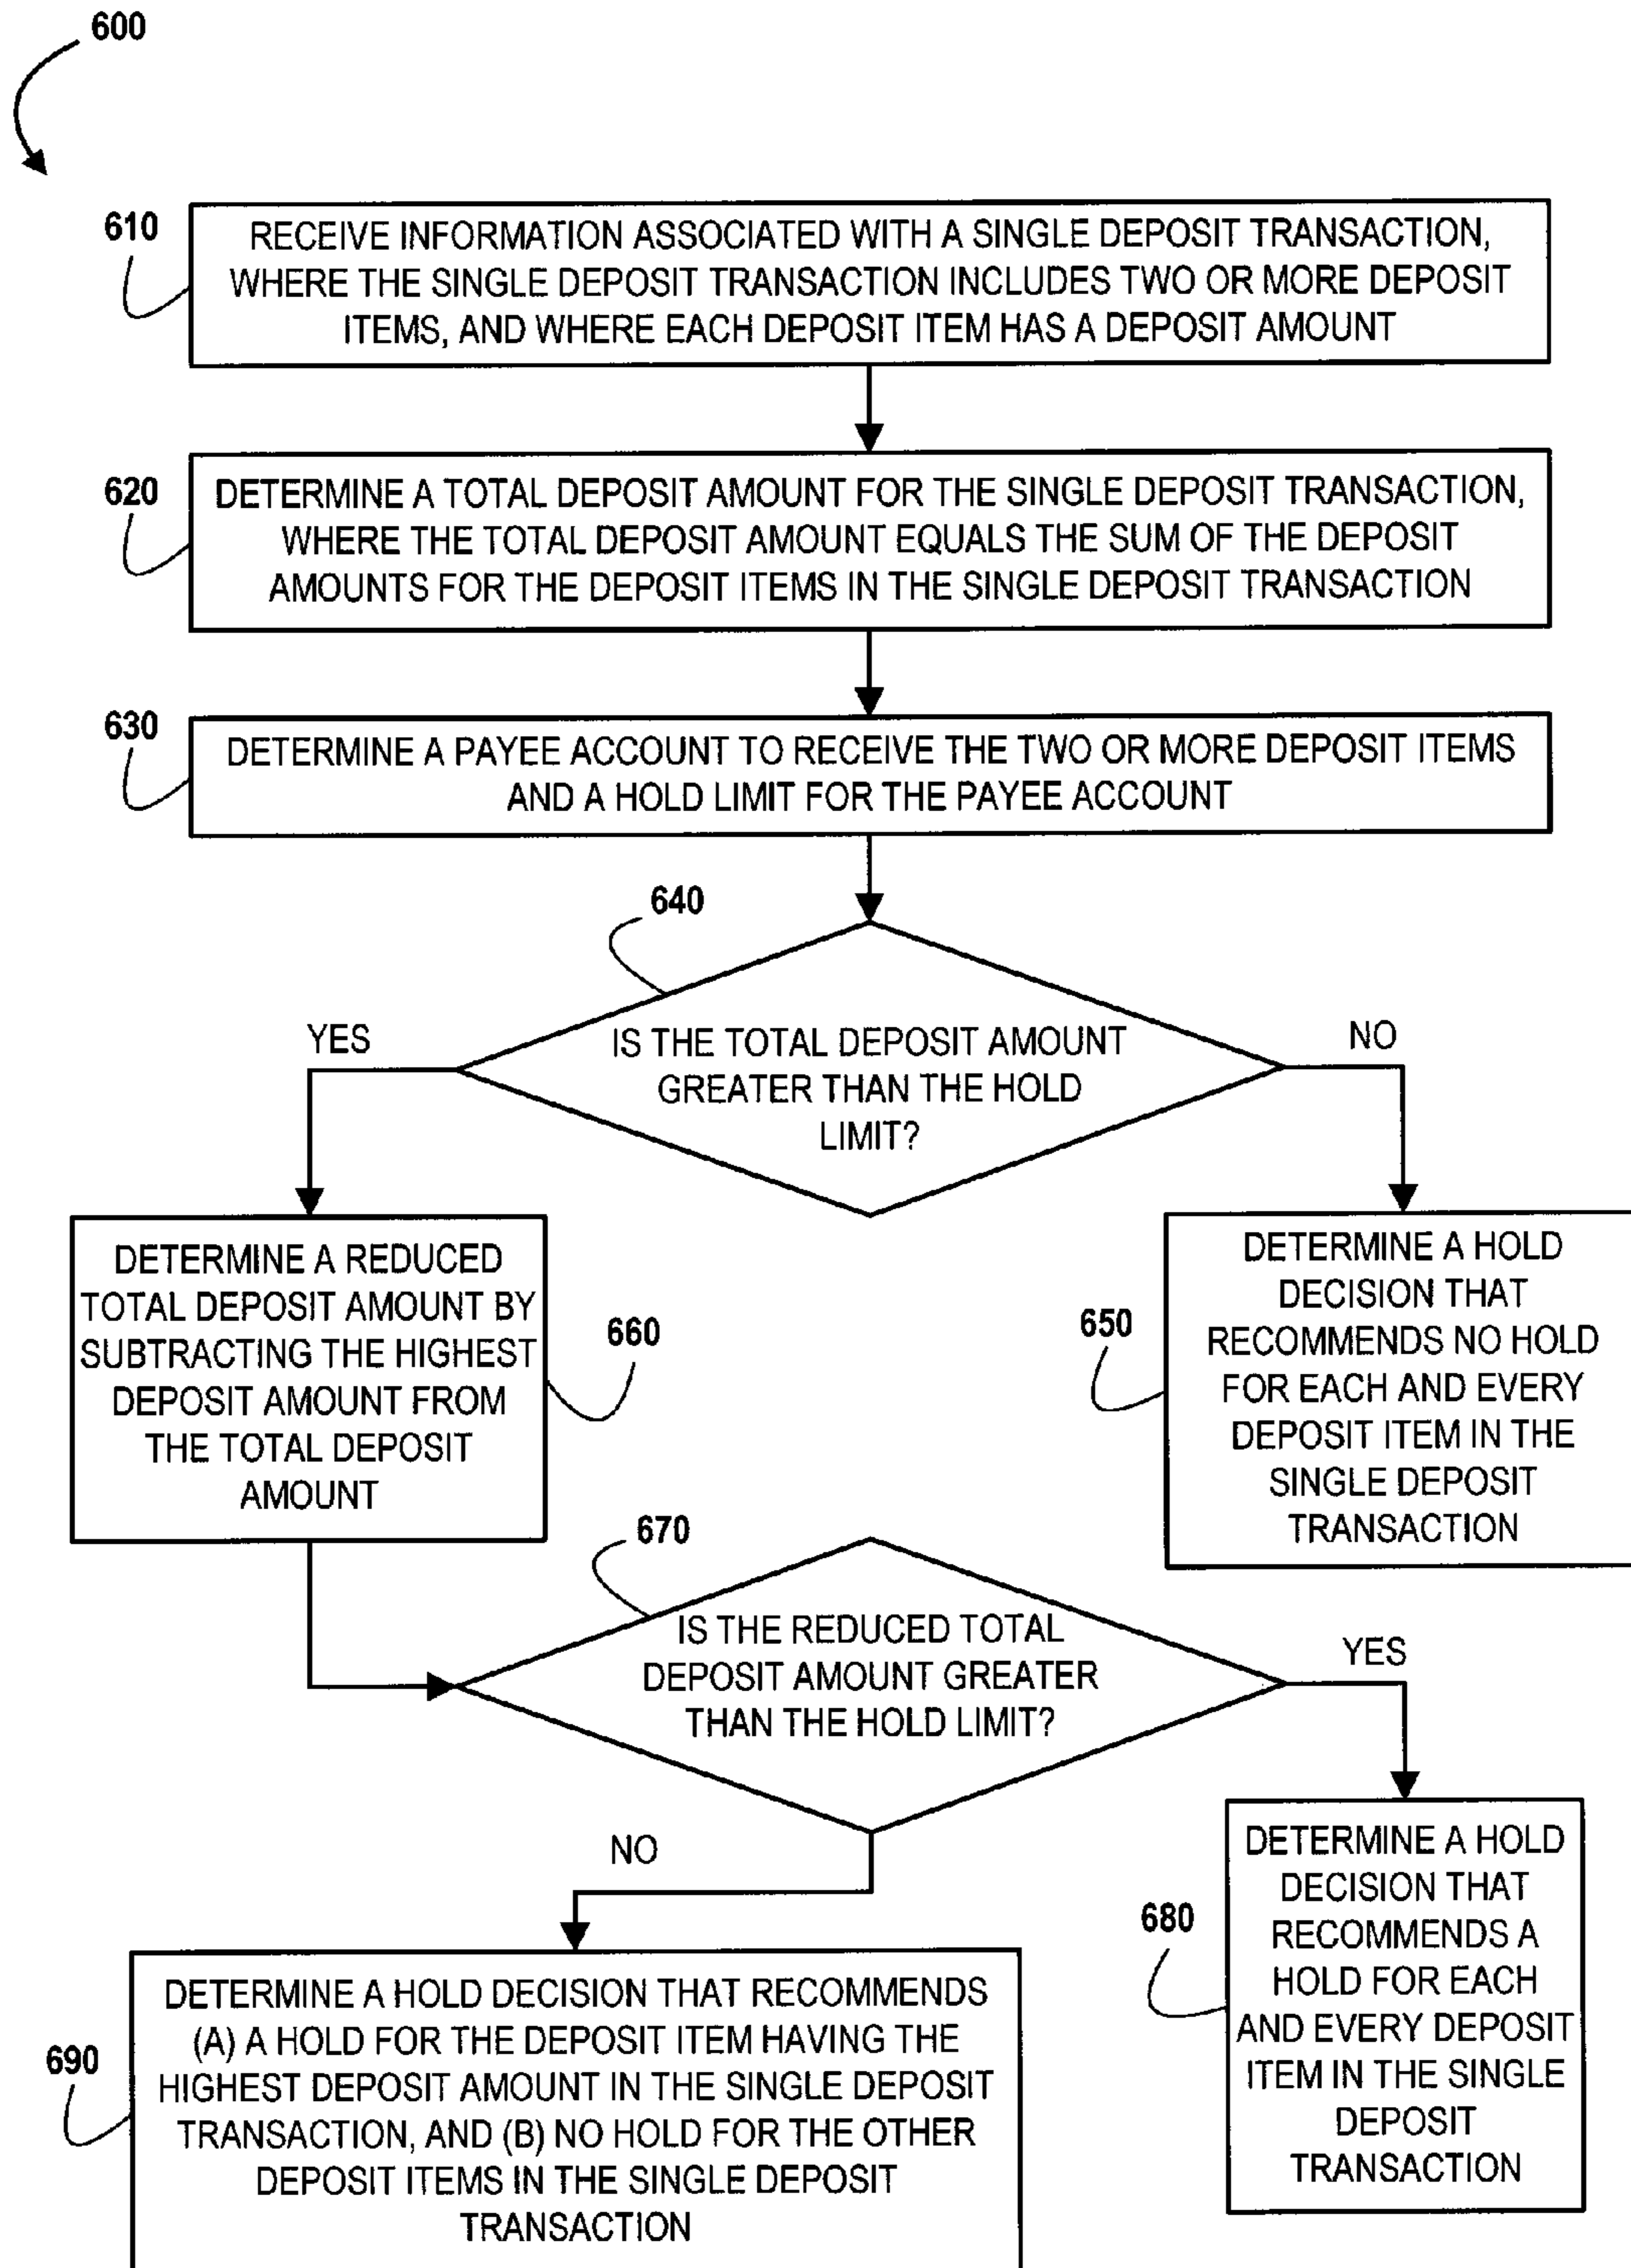 600
610
RECEIVE INFORMATION ASSOCIATED WITH A SINGLE DEPOSIT TRANSACTION,
WHERE THE SINGLE DEPOSIT TRANSACTION INCLUDES TWO OR MORE DEPOSIT
ITEMS, AND WHERE EACH DEPOSIT ITEM HAS A DEPOSIT AMOUNT
620
DETERMINE A TOTAL DEPOSIT AMOUNT FOR THE SINGLE DEPOSIT TRANSACTION,
WHERE THE TOTAL DEPOSIT AMOUNT EQUALS THE SUM OF THE DEPOSIT
AMOUNTS FOR THE DEPOSIT ITEMS IN THE SINGLE DEPOSIT TRANSACTION
630
DETERMINE A PAYEE ACCOUNT TO RECEIVE THE TWO OR MORE DEPOSIT ITEMS
AND A HOLD LIMIT FOR THE PAYEE ACCOUNT
640
IS THE TOTAL DEPOSIT AMOUNT
GREATER THAN THE HOLD
LIMIT?
YES
NO
DETERMINE A REDUCED
TOTAL DEPOSIT AMOUNT BY
SUBTRACTING THE HIGHEST
DEPOSIT AMOUNT FROM
THE TOTAL DEPOSIT
AMOUNT
660
650
DETERMINE A HOLD
DECISION THAT
RECOMMENDS NO HOLD
FOR EACH AND EVERY
DEPOSIT ITEM IN THE
SINGLE DEPOSIT
TRANSACTION
670
IS THE REDUCED TOTAL
DEPOSIT AMOUNT GREATER
THAN THE HOLD LIMIT?
YES
NO
680
DETERMINE A HOLD
DECISION THAT
RECOMMENDS A
HOLD FOR EACH
AND EVERY DEPOSIT
ITEM IN THE SINGLE
DEPOSIT
TRANSACTION
690
DETERMINE A HOLD DECISION THAT RECOMMENDS
(A) A HOLD FOR THE DEPOSIT ITEM HAVING THE
HIGHEST DEPOSIT AMOUNT IN THE SINGLE DEPOSIT
TRANSACTION, AND (B) NO HOLD FOR THE OTHER
DEPOSIT ITEMS IN THE SINGLE DEPOSIT
TRANSACTION